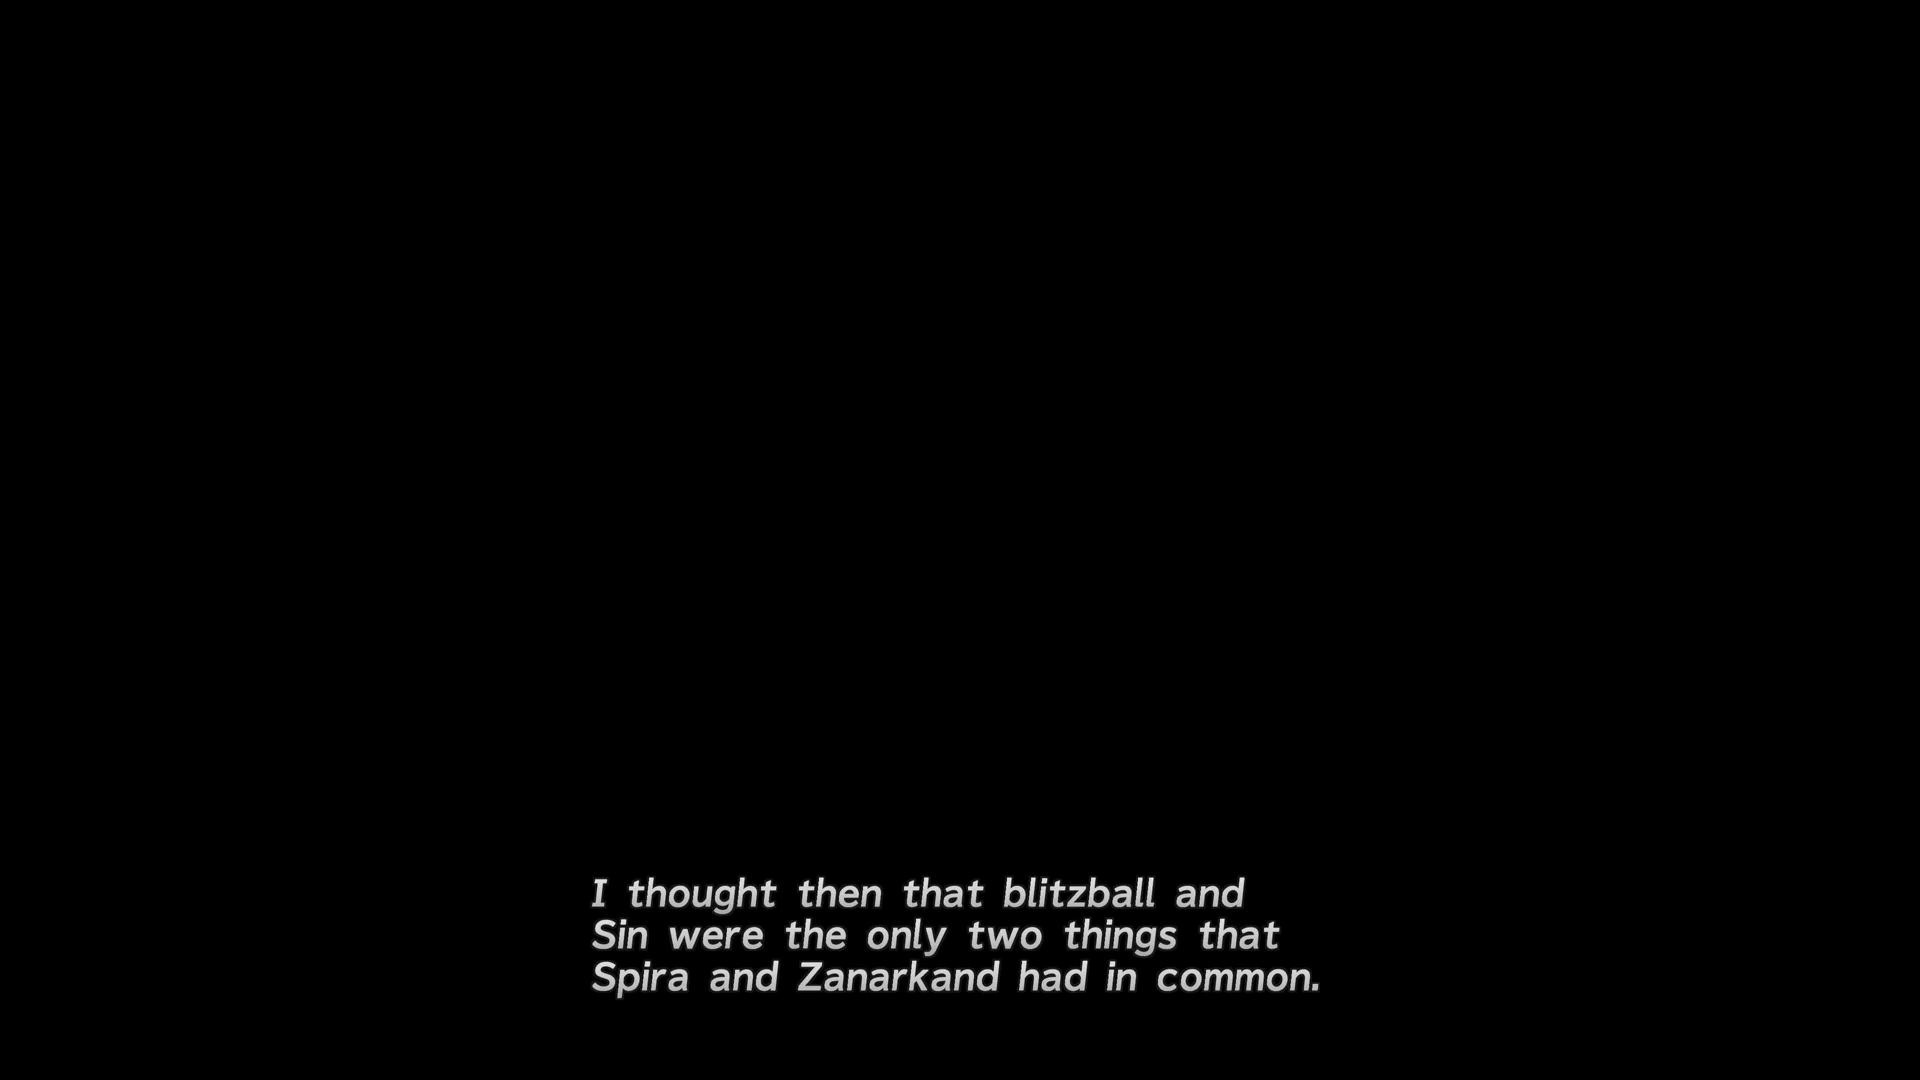 I thought then that blitzball and
Sin were the only two things that
Spira and Zanarkand had in common.